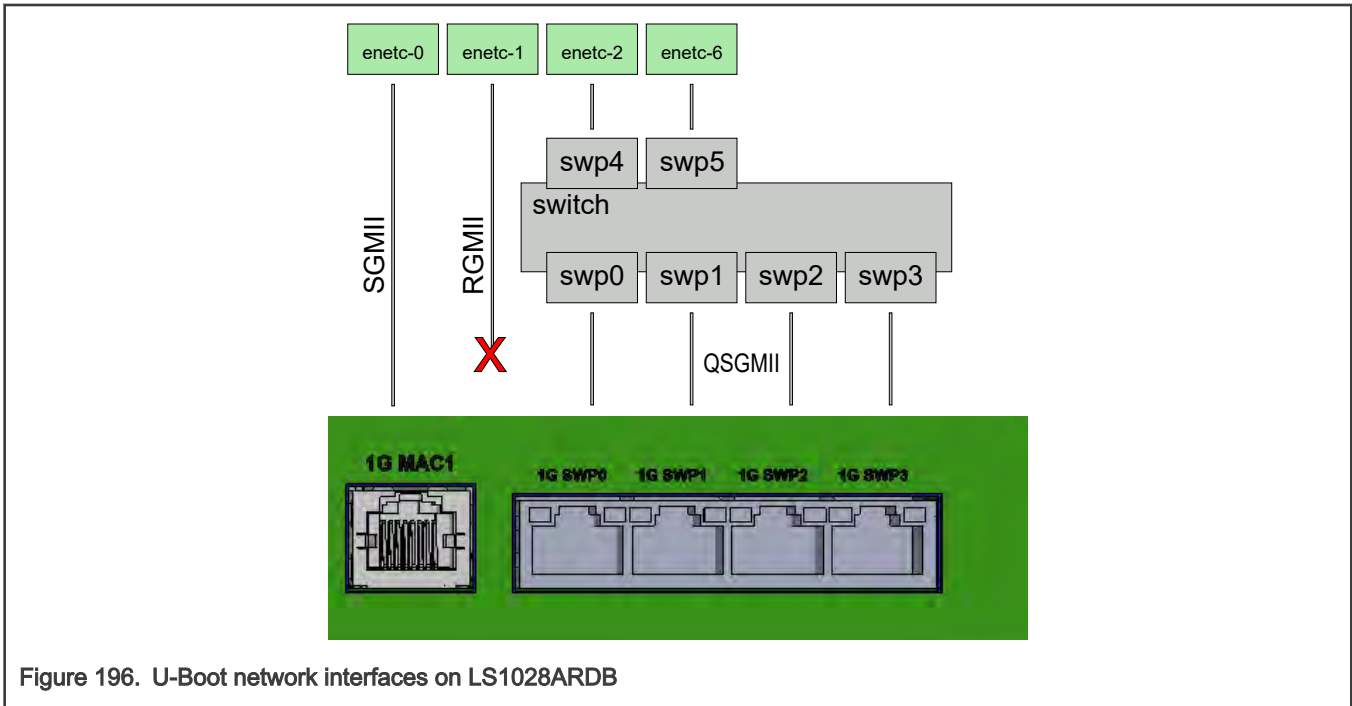 enetc-0 enetc-1 enetc-2 enetc-6
swp4 swp5
switch
SGMII RGMII
swp0 swp1 swp2 swp3
X
QSGMII
1G MAC1
1G SWP0 1G SWP1 1G SWP2 1G SWP3
Figure 196. U-Boot network interfaces on LS1028ARDB